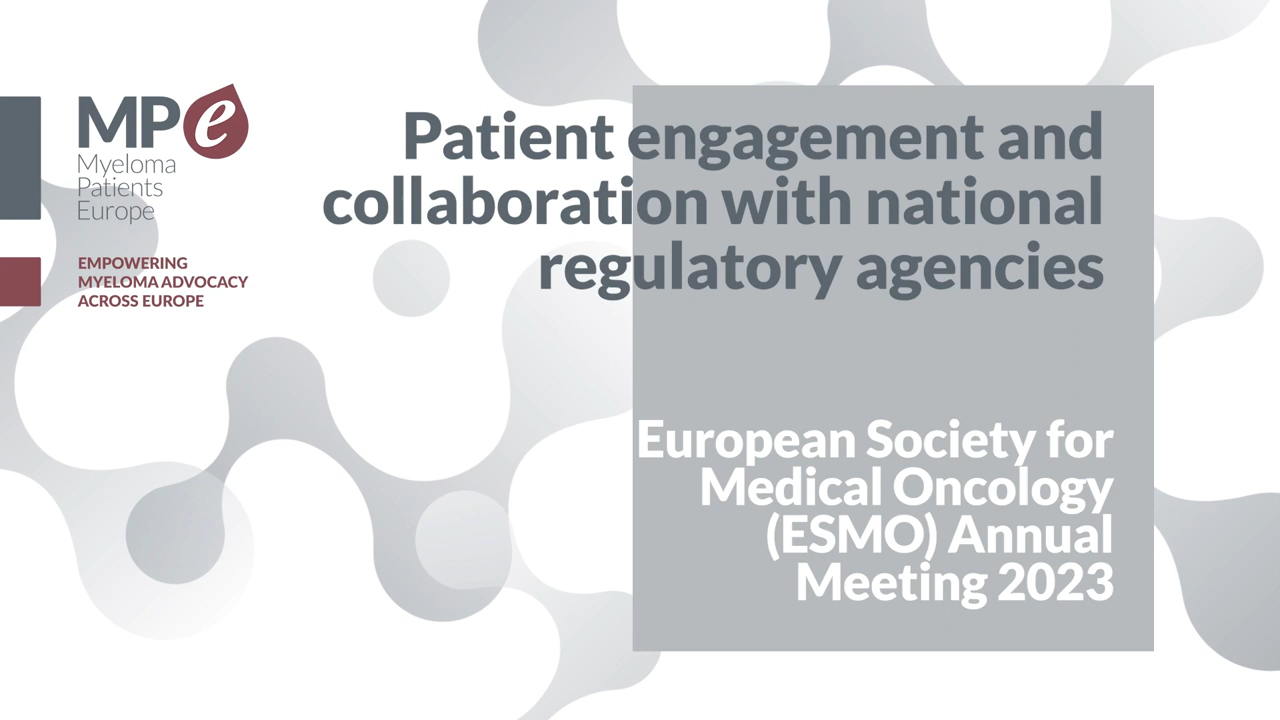 MPe
Myeloma
Patients
Europe
EMPOWERING
MYELOMA ADVOCACY
ACROSS EUROPE
Patient engagement and
collaboration with national
regulatory agencies
European Society for
Medical Oncology
(ESMO) Annual
Meeting 2023